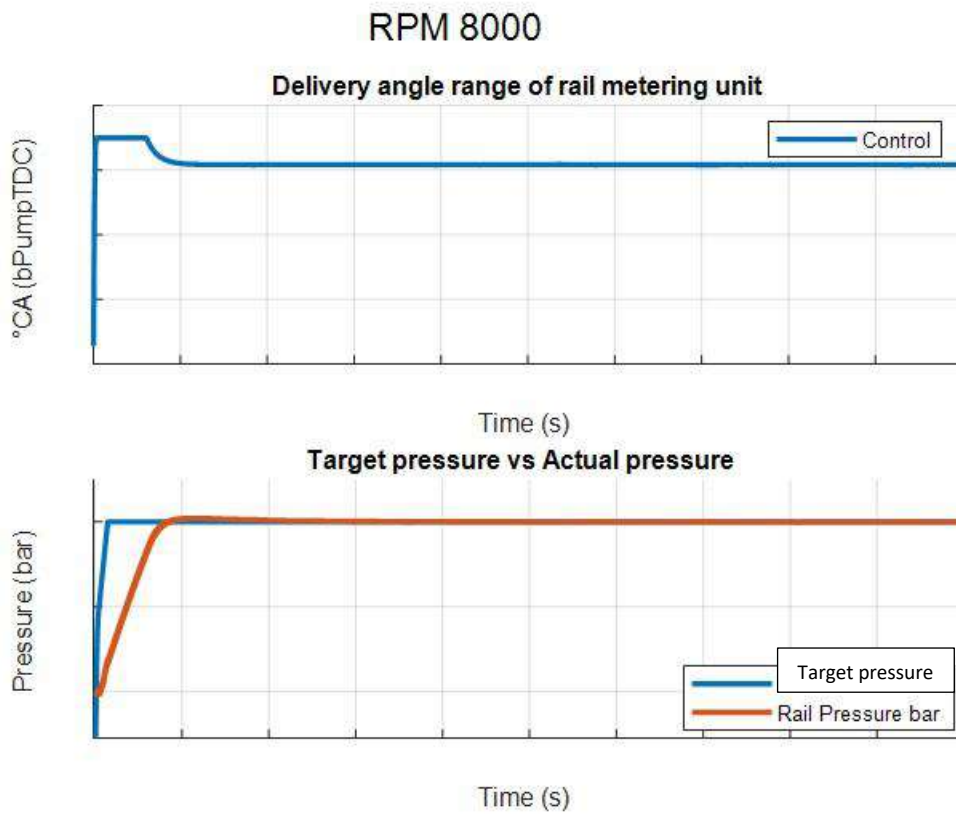 RPM 8000
Delivery angle range of rail metering unit
Control
°CA (bPumpTDC)
Time (s)
Target pressure vs Actual pressure
Pressure (bar)
Target pressure
Rail Pressure bar
Time (s)